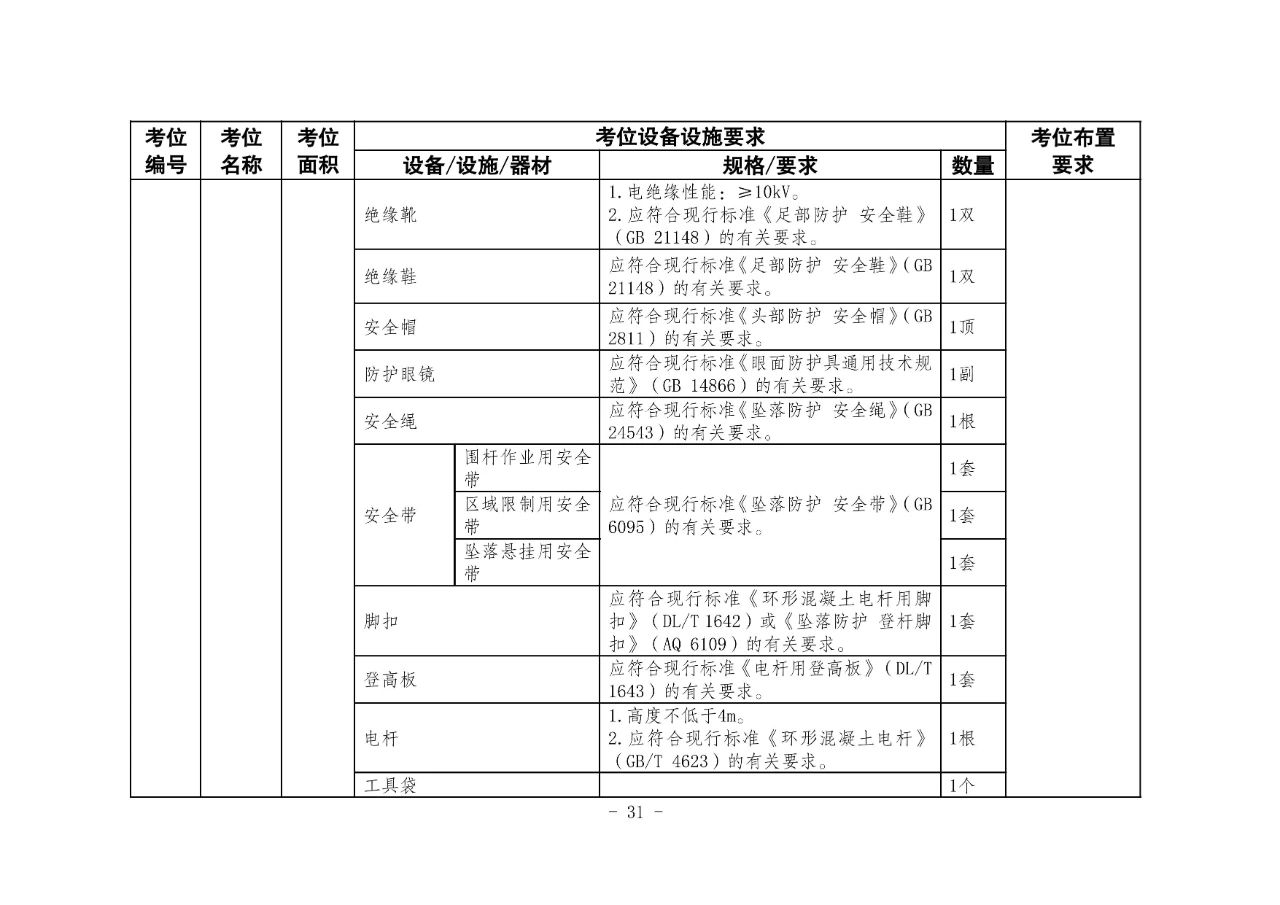 考位编号
考位名称
考位面积
考位设备设施要求
考位布置要求
设备/设施/器材
规格/要求
数量
绝缘靴
1.电绝缘性能：≥10kV。
2.应符合现行标准《足部防护 安全鞋》
（GB 21148）的有关要求。
1双
绝缘鞋
应符合现行标准《足部防护 安全鞋》（GB
21148）的有关要求。
1双
安全帽
应符合现行标准《头部防护 安全帽》（GB
2811）的有关要求。
1顶
防护眼镜
应符合现行标准《眼面防护具通用技术规
范》（GB 14866）的有关要求。
1副
安全绳
应符合现行标准《坠落防护 安全绳》（GB
24543）的有关要求。
1根
安全带
围杆作业用安全
带
1套
区域限制用安全
带
应符合现行标准《坠落防护 安全带》（GB
6095）的有关要求。
1套
坠落悬挂用安全
带
1套
脚扣
应符合现行标准《环形混凝土电杆用脚
扣》（DL/T 1642）或《坠落防护 登杆脚
扣》（AQ 6109）的有关要求。
1套
登高板
应符合现行标准《电杆用登高板》（DL/T
1643）的有关要求。
1套
电杆
1.高度不低于4m。
2.应符合现行标准《环形混凝土电杆》
（GB/T 4623）的有关要求。
1根
工具袋
1个
- 31 -